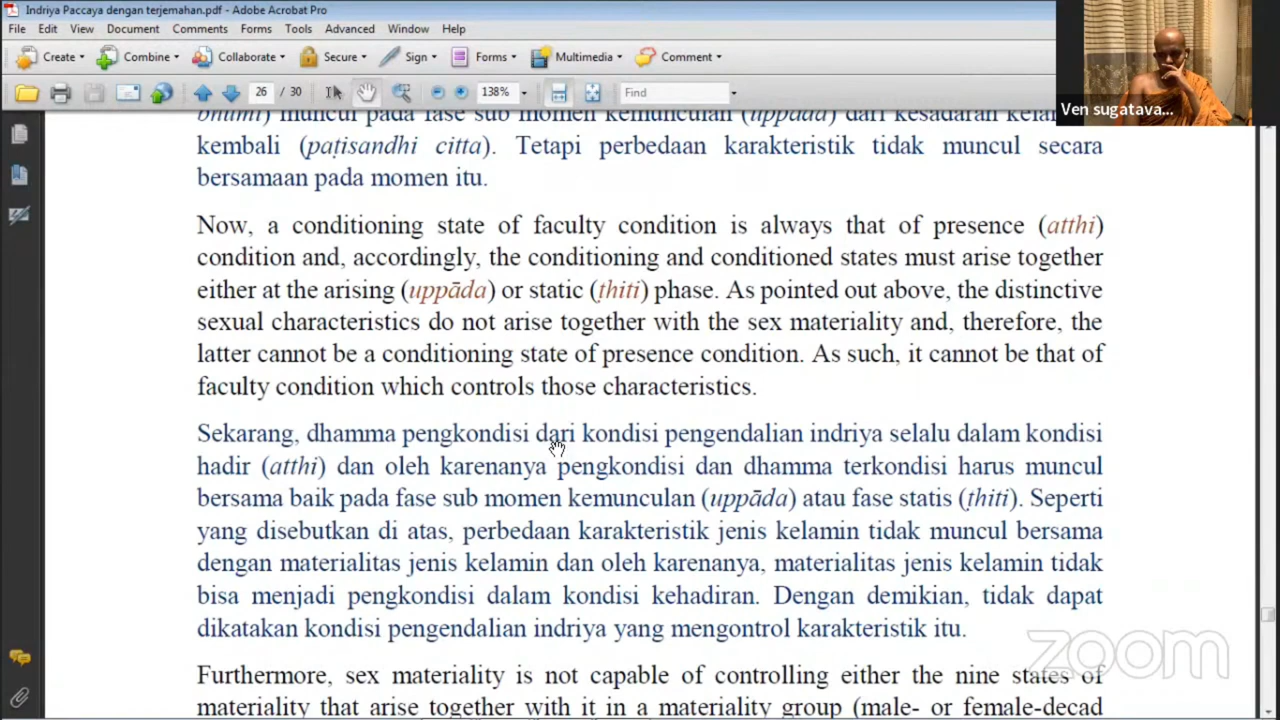 Indriya Paccaya dengan terjemahan.pdf - Adobe Acrobat Pro
File Edit View Document Comments Forms Tools Advanced Window Help
Create Combine Collaborate Secure Sign Forms Multimedia Comment
26 / 30 138% Find
Ven sugatava...
bhumi) muncul pada fase sub momen kemunculan (uppāda) dari kesadaran
kembali (paṭisandhi citta). Tetapi perbedaan karakteristik tidak muncul secara
bersamaan pada momen itu.
Now, a conditioning state of faculty condition is always that of presence (atthi)
condition and, accordingly, the conditioning and conditioned states must arise together
either at the arising (uppāda) or static (ṭhiti) phase. As pointed out above, the distinctive
sexual characteristics do not arise together with the sex materiality and, therefore, the
latter cannot be a conditioning state of presence condition. As such, it cannot be that of
faculty condition which controls those characteristics.
Sekarang, dhamma pengkondisi dari kondisi pengendalian indriya selalu dalam kondisi
hadir (atthi) dan oleh karenanya pengkondisi dan dhamma terkondisi harus muncul
bersama baik pada fase sub momen kemunculan (uppāda) atau fase statis (ṭhiti). Seperti
yang disebutkan di atas, perbedaan karakteristik jenis kelamin tidak muncul bersama
dengan materialitas jenis kelamin dan oleh karenanya, materialitas jenis kelamin tidak
bisa menjadi pengkondisi dalam kondisi kehadiran. Dengan demikian, tidak dapat
dikatakan kondisi pengendalian indriya yang mengontrol karakteristik itu.
zoom
Furthermore, sex materiality is not capable of controlling either the nine states of
materiality that arise together with it in a materiality group (male- or female-decad